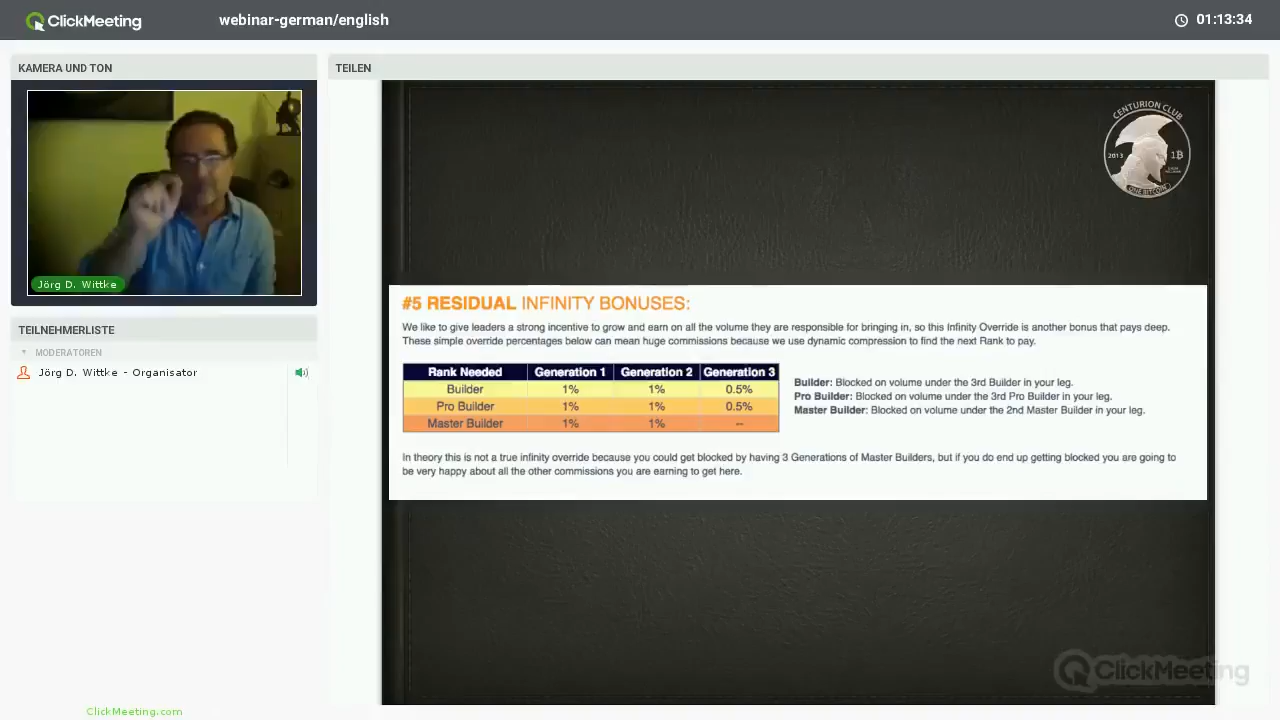 ClickMeeting
webinar-german/english
01:13:34
KAMERA UND TON
Jörg D. Wittke
TEILNEHMERLISTE
MODERATOREN
Jörg D. Wittke - Organisator
ClickMeeting.com
TEILEN
CENTURION CLUB
2013
ONE BITCOIN
#5 RESIDUAL INFINITY BONUSES:
We like to give leaders a strong incentive to grow and earn on all the volume they are responsible for bringing in, so this Infinity Override is another bonus that pays deep.
These simple override percentages below can mean huge commissions because we use dynamic compression to find the next Rank to pay.
Rank Needed Generation 1 Generation 2 Generation 3
Builder 1% 1% 0.5%
Pro Builder 1% 1% 0.5%
Master Builder 1% 1% --
Builder: Blocked on volume under the 3rd Builder in your leg.
Pro Builder: Blocked on volume under the 3rd Pro Builder in your leg.
Master Builder: Blocked on volume under the 2nd Master Builder in your leg.
In theory this is not a true infinity override because you could get blocked by having 3 Generations of Master Builders, but if you do end up getting blocked you are going to
be very happy about all the other commissions you are earning to get here.
ClickMeeting